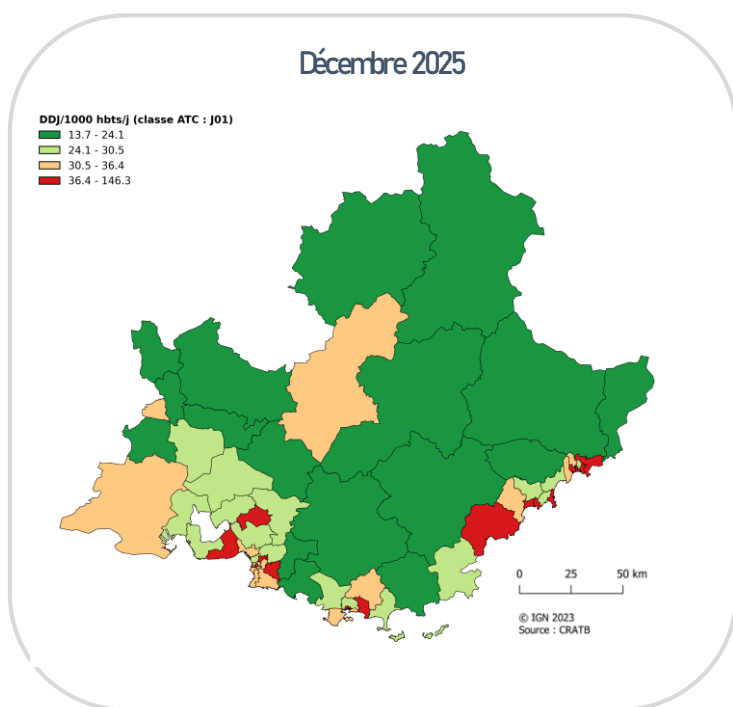 Décembre 2025
DDJ/1000 hbts/j (classe ATC : J01)
13.7 - 24.1
24.1 - 30.5
30.5 - 36.4
36.4 - 146.3
0 25 50 km
© IGN 2023
Source : CRATB